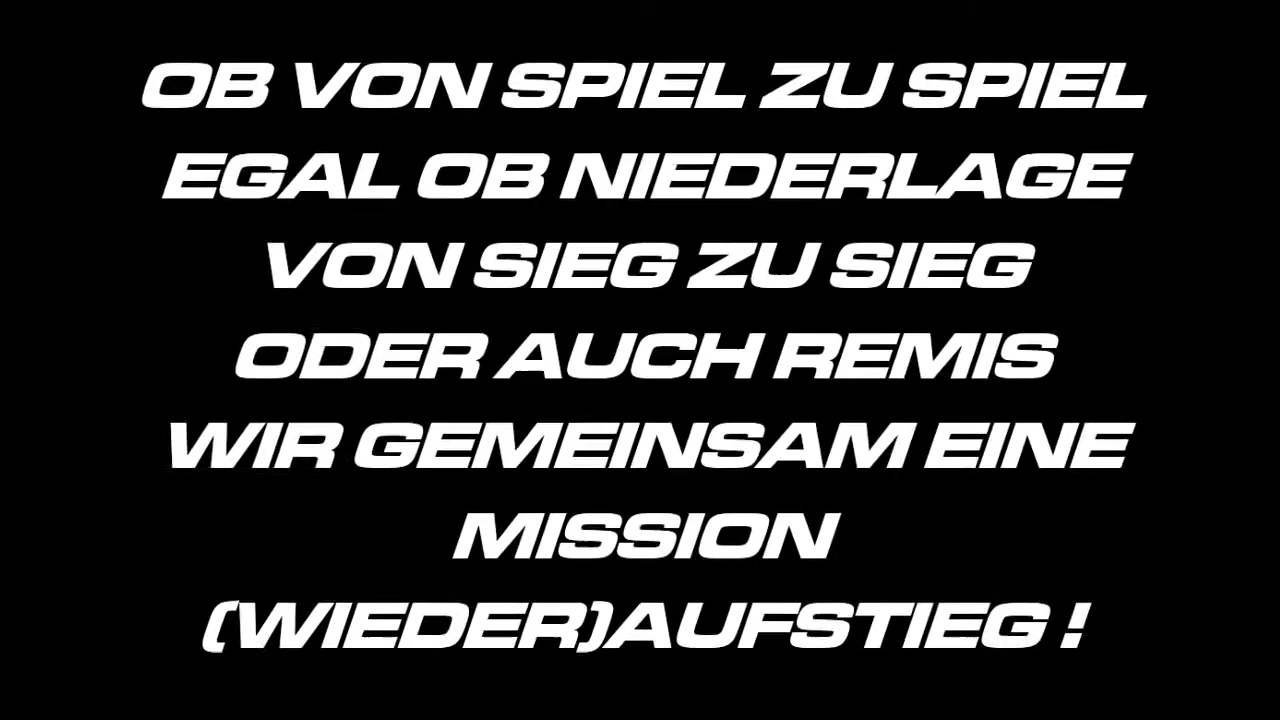 OB VON SPIEL ZU SPIEL
EGAL OB NIEDERLAGE
VON SIEG ZU SIEG
ODER AUCH REMIS
WIR GEMEINSAM EINE
MISSION
(WIEDER)AUFSTIEG !